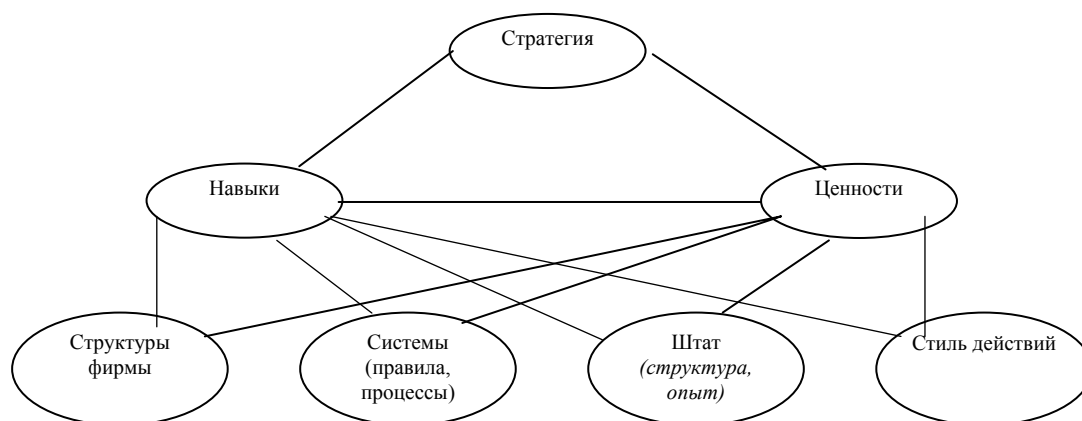 Стратегия
Навыки
Ценности
Структуры
фирмы
Системы
(правила,
процессы)
Штат
(структура,
опыт)
Стиль действий